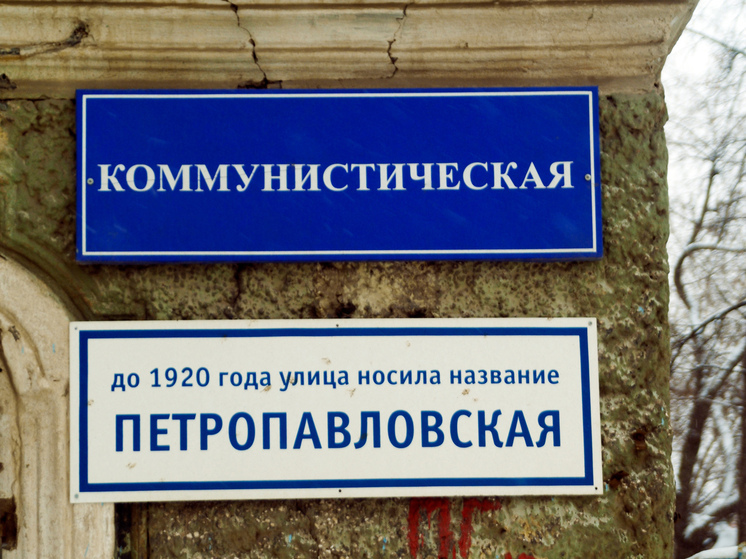 КОММУНИСТИЧЕСКАЯ
до 1920 года улица носила название
ПЕТРОПАВЛОВСКАЯ